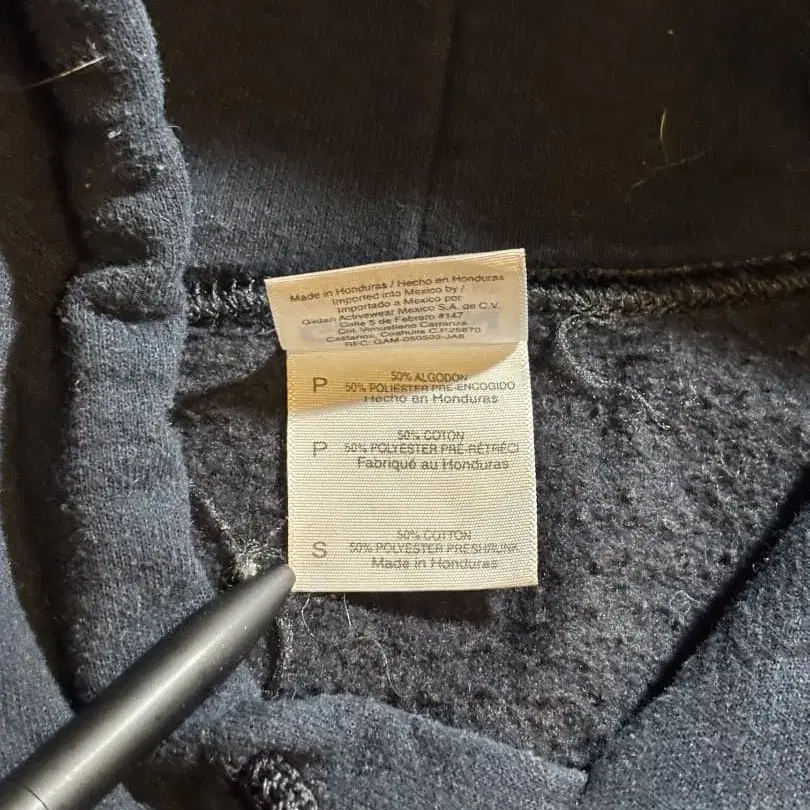 Made in Honduras / Hecho en Honduras
Imported into Mexico by /
Importado a Mexico por
Gildan Activewear Mexico S.A. de C.V.
Calle 5 de Febrero #147
Col. Venustiano Carranza
Castanos, Coahuila C.P.25870
RFC: GAM-050502-JA8
P
50% ALGODON
50% POLIESTER PRE-ENCOGIDO
Hecho en Honduras
P
50% COTON
50% POLYESTER PRÉ-RÉTRÉCI
Fabriqué au Honduras
S
50% COTTON
50% POLYESTER PRESHRUNK
Made in Honduras